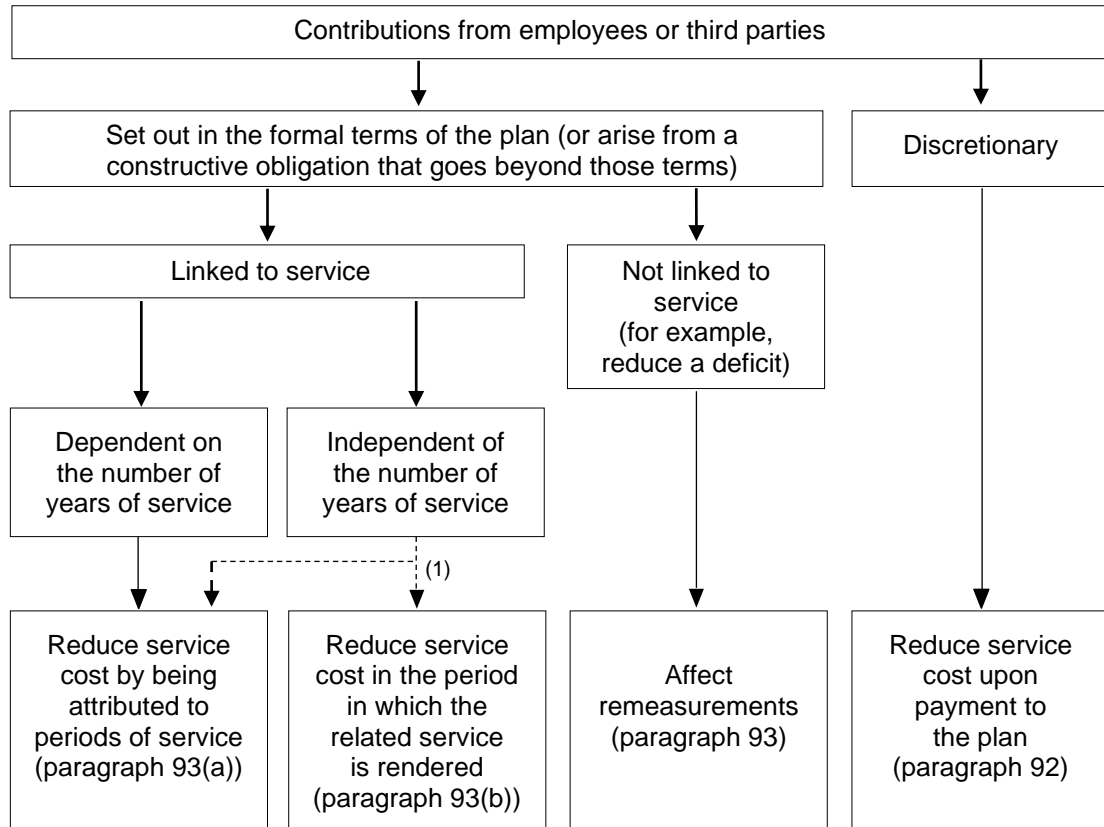 Contributions from employees or third parties
Set out in the formal terms of the plan (or arise from a
constructive obligation that goes beyond those terms)
Discretionary
Linked to service
Not linked to
service
(for example,
reduce a deficit)
Dependent on
the number of
years of service
Independent of
the number of
years of service
(1)
Reduce service
cost by being
attributed to
periods of service
(paragraph 93(a))
Reduce service
cost in the period
in which the
related service
is rendered
(paragraph 93(b))
Affect
remeasurements
(paragraph 93)
Reduce service
cost upon
payment to
the plan
(paragraph 92)